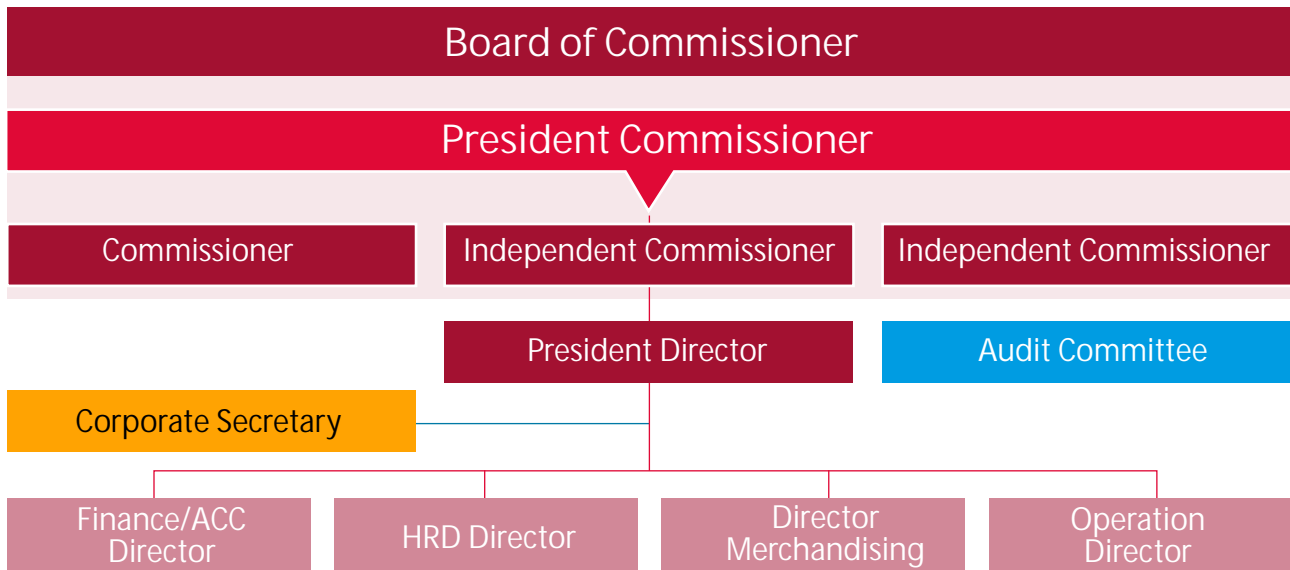 Board of Commissioner
President Commissioner
Commissioner
Independent Commissioner
Independent Commissioner
President Director
Audit Committee
Corporate Secretary
Finance/ACC
Director
HRD Director
Director
Merchandising
Operation
Director